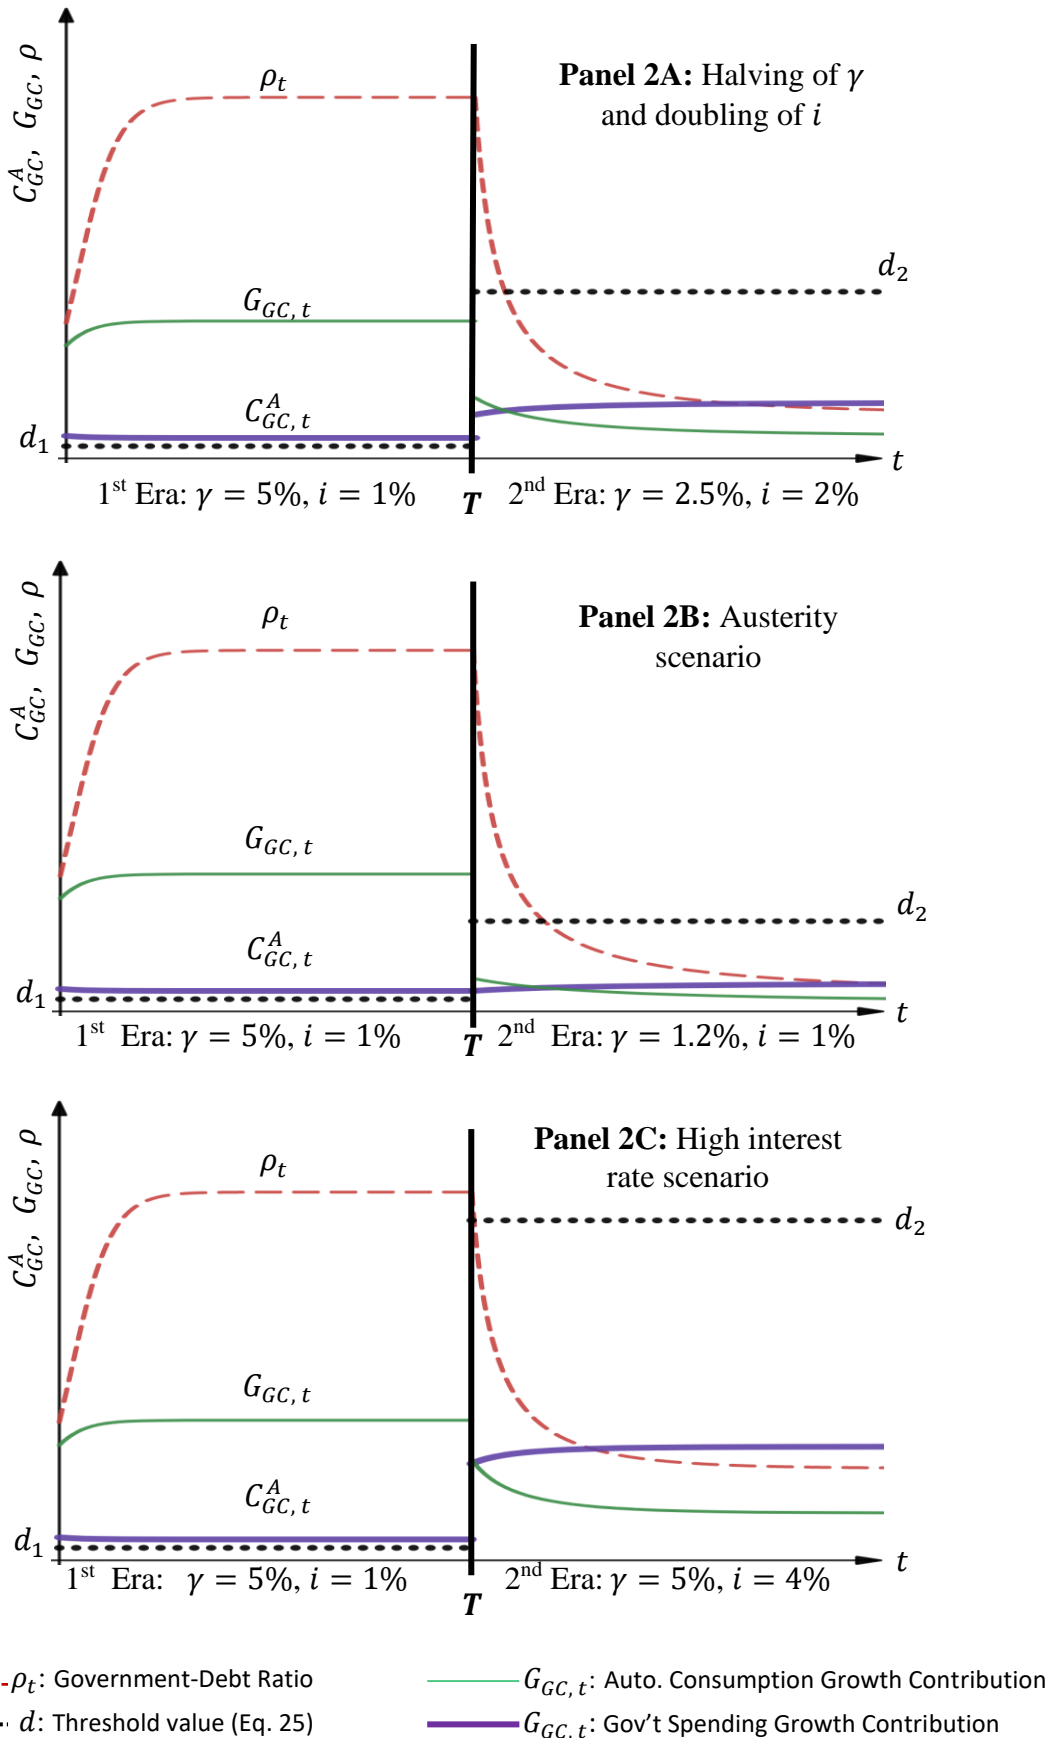 C^A_GC, G_GC, ρ
ρ_t
Panel 2A: Halving of γ
and doubling of i
d_2
G_GC, t
C^A_GC, t
d_1
t
1st Era: γ = 5%, i = 1%
T
2nd Era: γ = 2.5%, i = 2%
C^A_GC, G_GC, ρ
ρ_t
Panel 2B: Austerity
scenario
G_GC, t
d_2
C^A_GC, t
d_1
t
1st Era: γ = 5%, i = 1%
T
2nd Era: γ = 1.2%, i = 1%
C^A_GC, G_GC, ρ
ρ_t
Panel 2C: High interest
rate scenario
d_2
G_GC, t
C^A_GC, t
d_1
t
1st Era: γ = 5%, i = 1%
T
2nd Era: γ = 5%, i = 4%
ρ_t: Government-Debt Ratio
G_GC, t: Auto. Consumption Growth Contribution
d: Threshold value (Eq. 25)
G_GC, t: Gov't Spending Growth Contribution